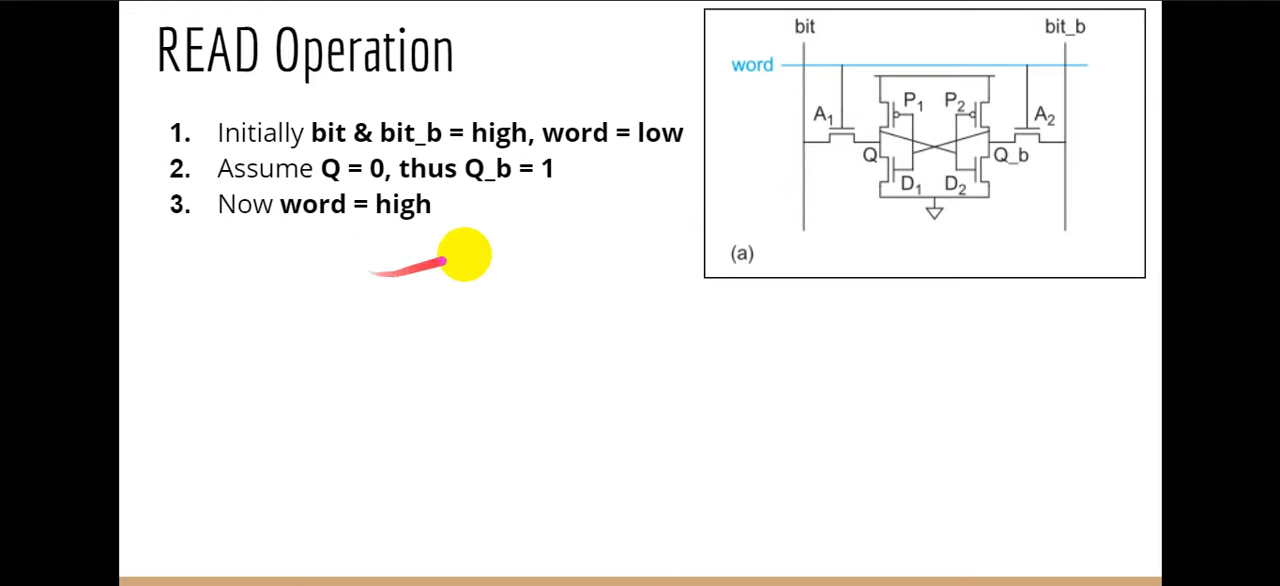 READ Operation
1. Initially bit & bit_b = high, word = low
2. Assume Q = 0, thus Q_b = 1
3. Now word = high
bit bit_b
word
P1 P2
A1 A2
Q Q_b
D1 D2
(a)